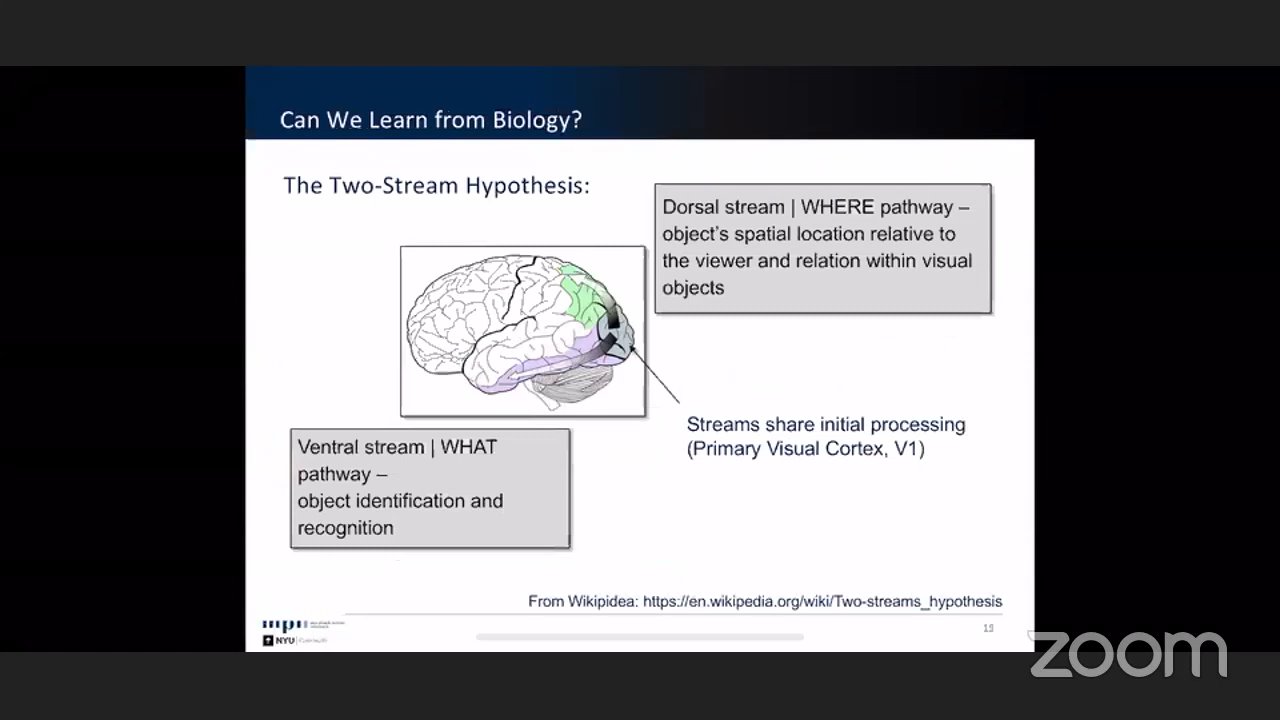 Can We Learn from Biology?
The Two-Stream Hypothesis:
Dorsal stream | WHERE pathway –
object's spatial location relative to
the viewer and relation within visual
objects
Streams share initial processing
(Primary Visual Cortex, V1)
Ventral stream | WHAT
pathway –
object identification and
recognition
From Wikipidea: https://en.wikipedia.org/wiki/Two-streams_hypothesis
NYU
zoom